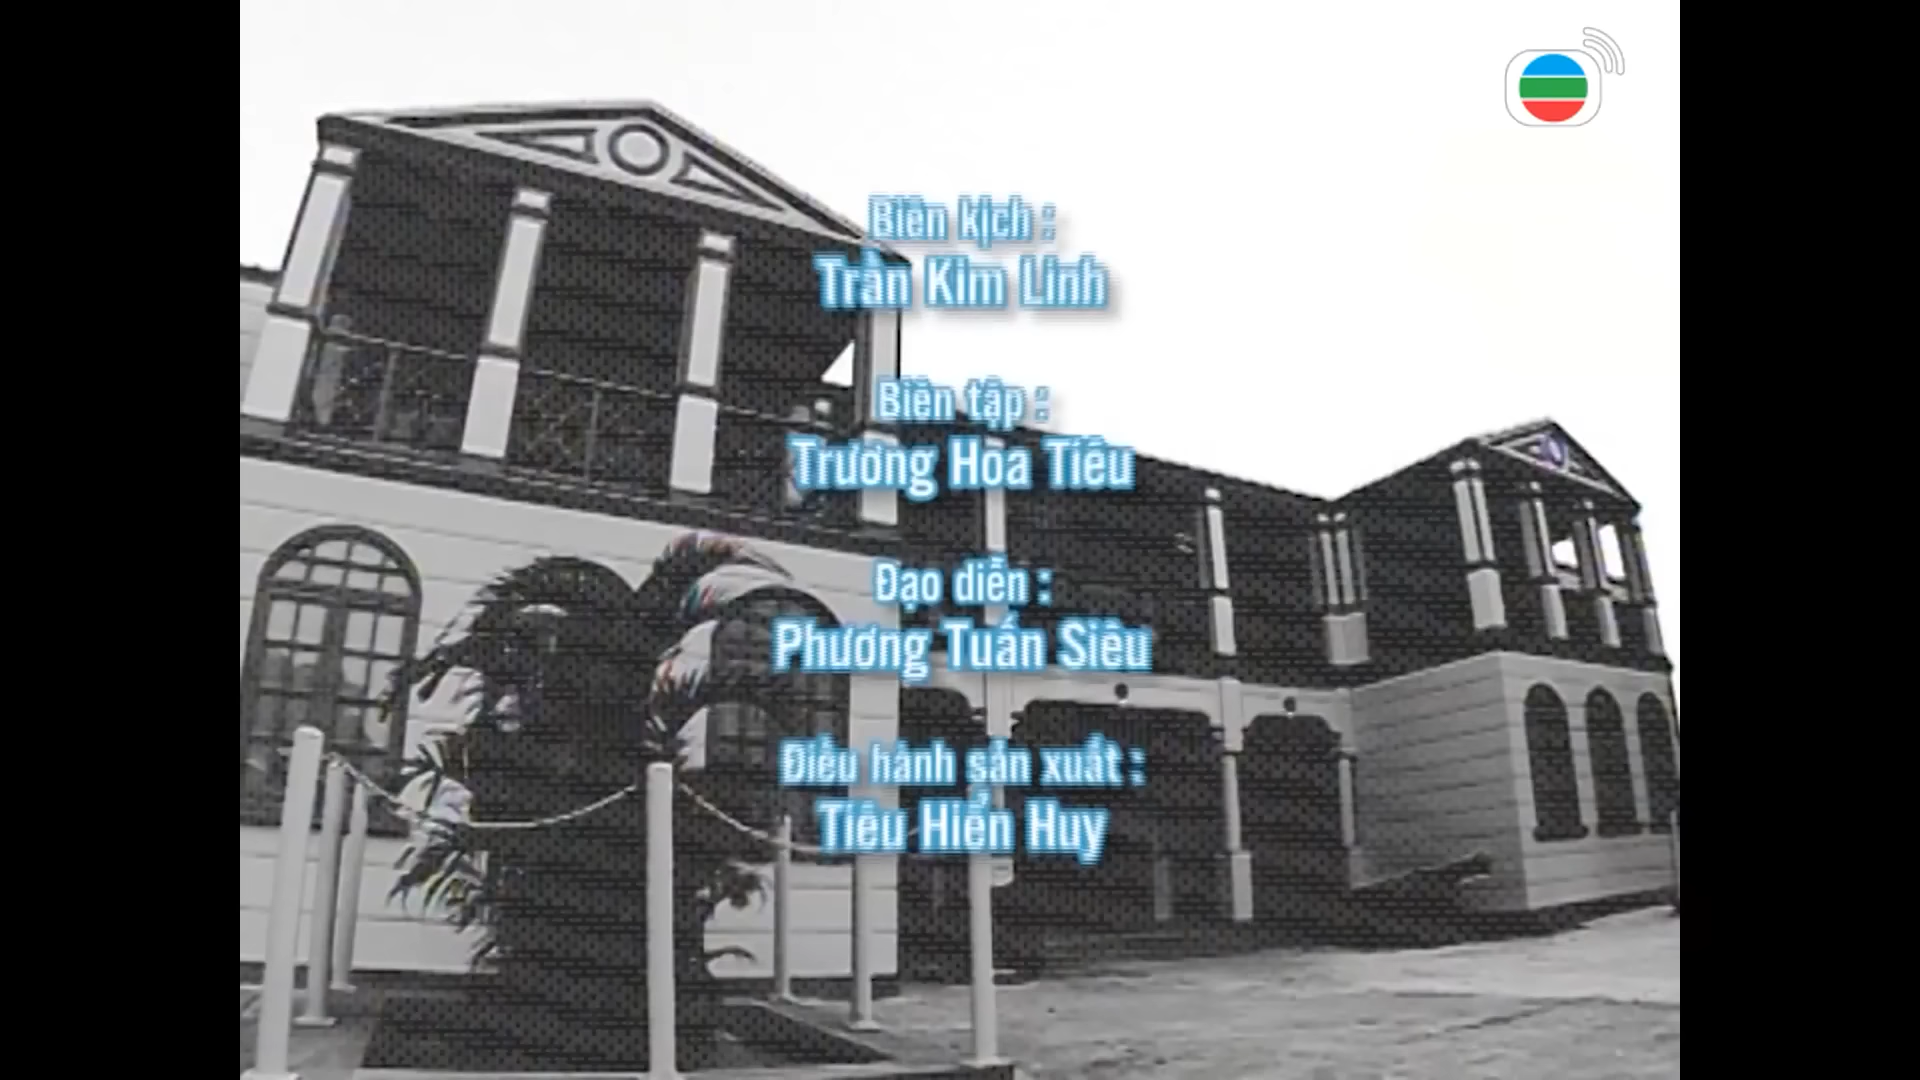 Biên kịch :
Trần Kim Linh
Biên tập :
Trương Hoa Tiêu
Đạo diễn :
Phương Tuấn Siêu
Điều hành sản xuất :
Tiêu Hiển Huy